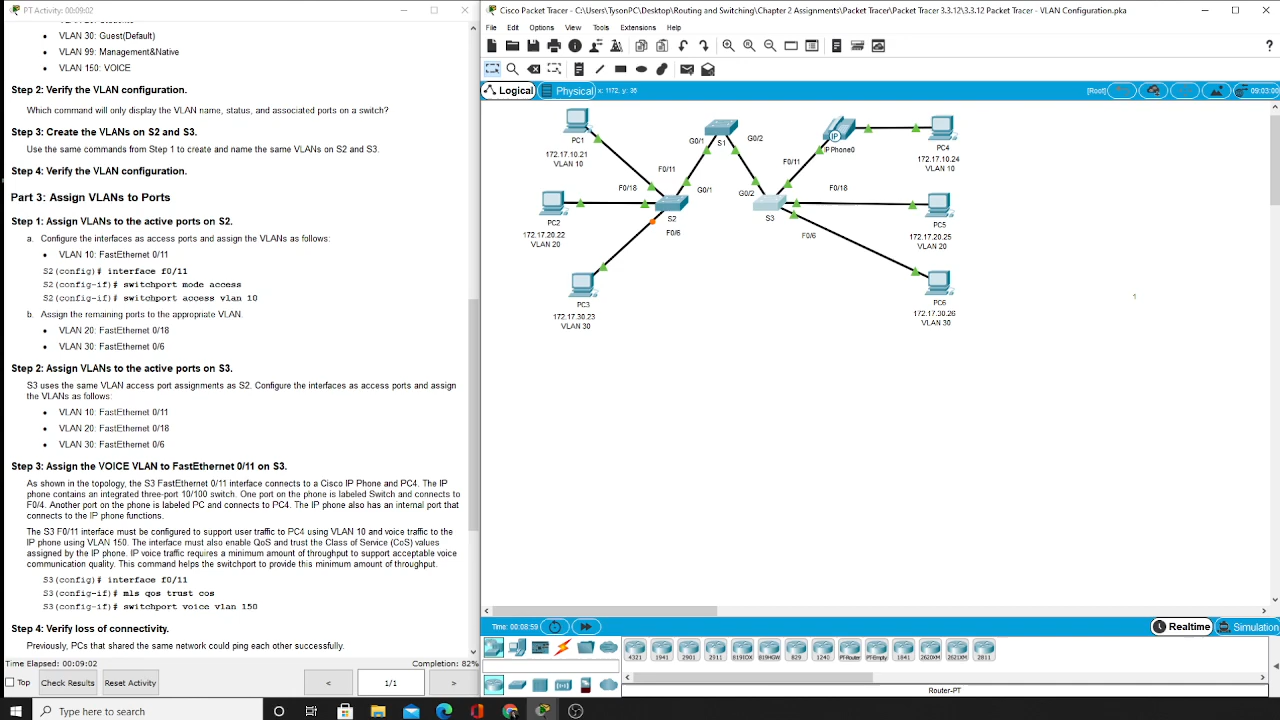 PT Activity: 00:09:02
VLAN 30: Guest(Default)
VLAN 99: Management&Native
VLAN 150: VOICE
Step 2: Verify the VLAN configuration.
Which command will only display the VLAN name, status, and associated ports on a switch?
Step 3: Create the VLANs on S2 and S3.
Use the same commands from Step 1 to create and name the same VLANs on S2 and S3.
Step 4: Verify the VLAN configuration.
Part 3: Assign VLANs to Ports
Step 1: Assign VLANs to the active ports on S2.
a. Configure the interfaces as access ports and assign the VLANs as follows:
VLAN 10: FastEthernet 0/11
S2(config)# interface f0/11
S2(config-if)# switchport mode access
S2(config-if)# switchport access vlan 10
b. Assign the remaining ports to the appropriate VLAN.
VLAN 20: FastEthernet 0/18
VLAN 30: FastEthernet 0/6
Step 2: Assign VLANs to the active ports on S3.
S3 uses the same VLAN access port assignments as S2. Configure the interfaces as access ports and assign
the VLANs as follows:
VLAN 10: FastEthernet 0/11
VLAN 20: FastEthernet 0/18
VLAN 30: FastEthernet 0/6
Step 3: Assign the VOICE VLAN to FastEthernet 0/11 on S3.
As shown in the topology, the S3 FastEthernet 0/11 interface connects to a Cisco IP Phone and PC4. The IP
phone contains an integrated three-port 10/100 switch. One port on the phone is labeled Switch and connects to
F0/4. Another port on the phone is labeled PC and connects to PC4. The IP phone also has an internal port that
connects to the IP phone functions.
The S3 F0/11 interface must be configured to support user traffic to PC4 using VLAN 10 and voice traffic to the
IP phone using VLAN 150. The interface must also enable QoS and trust the Class of Service (CoS) values
assigned by the IP phone. IP voice traffic requires a minimum amount of throughput to support acceptable voice
communication quality. This command helps the switchport to provide this minimum amount of throughput.
S3(config)# interface f0/11
S3(config-if)# mls qos trust cos
S3(config-if)# switchport voice vlan 150
Step 4: Verify loss of connectivity.
Previously, PCs that shared the same network could ping each other successfully.
Time Elapsed: 00:09:02
Completion: 82%
Top
Check Results
Reset Activity
<
1/1
>
Cisco Packet Tracer - C:\Users\TysonPC\Desktop\Routing and Switching\Chapter 2 Assignments\Packet Tracer\Packet Tracer 3.3.12\3.3.12 Packet Tracer - VLAN Configuration.pka
File Edit Options View Tools Extensions Help
Logical
Physical
x: 1172, y: 36
[Root]
09:03:00
PC1
172.17.10.21
VLAN 10
G0/1
S1
G0/2
IP
IP Phone0
PC4
172.17.10.24
VLAN 10
F0/11
F0/11
F0/18
G0/1
G0/2
F0/18
PC2
172.17.20.22
VLAN 20
S2
F0/6
S3
F0/6
PC5
172.17.20.25
VLAN 20
PC3
172.17.30.23
VLAN 30
PC6
172.17.30.26
VLAN 30
1
Time: 00:08:59
Realtime
Simulation
4321
1941
2901
2911
819IOX
819HGW
829
1240
PT-Router
PT-Empty
1841
2620XM
2621XM
2811
Router-PT
Type here to search